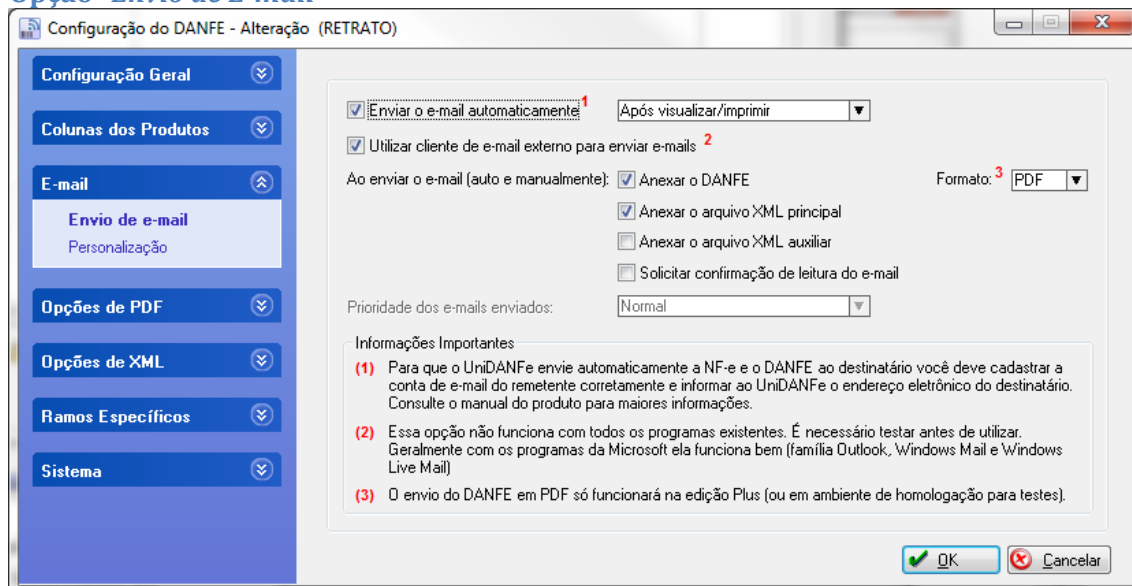 Opção "Envio de E-mail"
Configuração do DANFE - Alteração (RETRATO)
Configuração Geral
Colunas dos Produtos
E-mail
Envio de e-mail
Personalização
Opções de PDF
Opções de XML
Ramos Específicos
Sistema
Enviar o e-mail automaticamente 1 Após visualizar/imprimir
Utilizar cliente de e-mail externo para enviar e-mails 2
Ao enviar o e-mail (auto e manualmente): Anexar o DANFE Formato: 3 PDF
Anexar o arquivo XML principal
Anexar o arquivo XML auxiliar
Solicitar confirmação de leitura do e-mail
Prioridade dos e-mails enviados: Normal
Informações Importantes
(1) Para que o UniDANFe envie automaticamente a NF-e e o DANFE ao destinatário você deve cadastrar a
conta de e-mail do remetente corretamente e informar ao UniDANFe o endereço eletrônico do destinatário.
Consulte o manual do produto para maiores informações.
(2) Essa opção não funciona com todos os programas existentes. É necessário testar antes de utilizar.
Geralmente com os programas da Microsoft ela funciona bem (família Outlook, Windows Mail e Windows
Live Mail)
(3) O envio do DANFE em PDF só funcionará na edição Plus (ou em ambiente de homologação para testes).
OK Cancelar